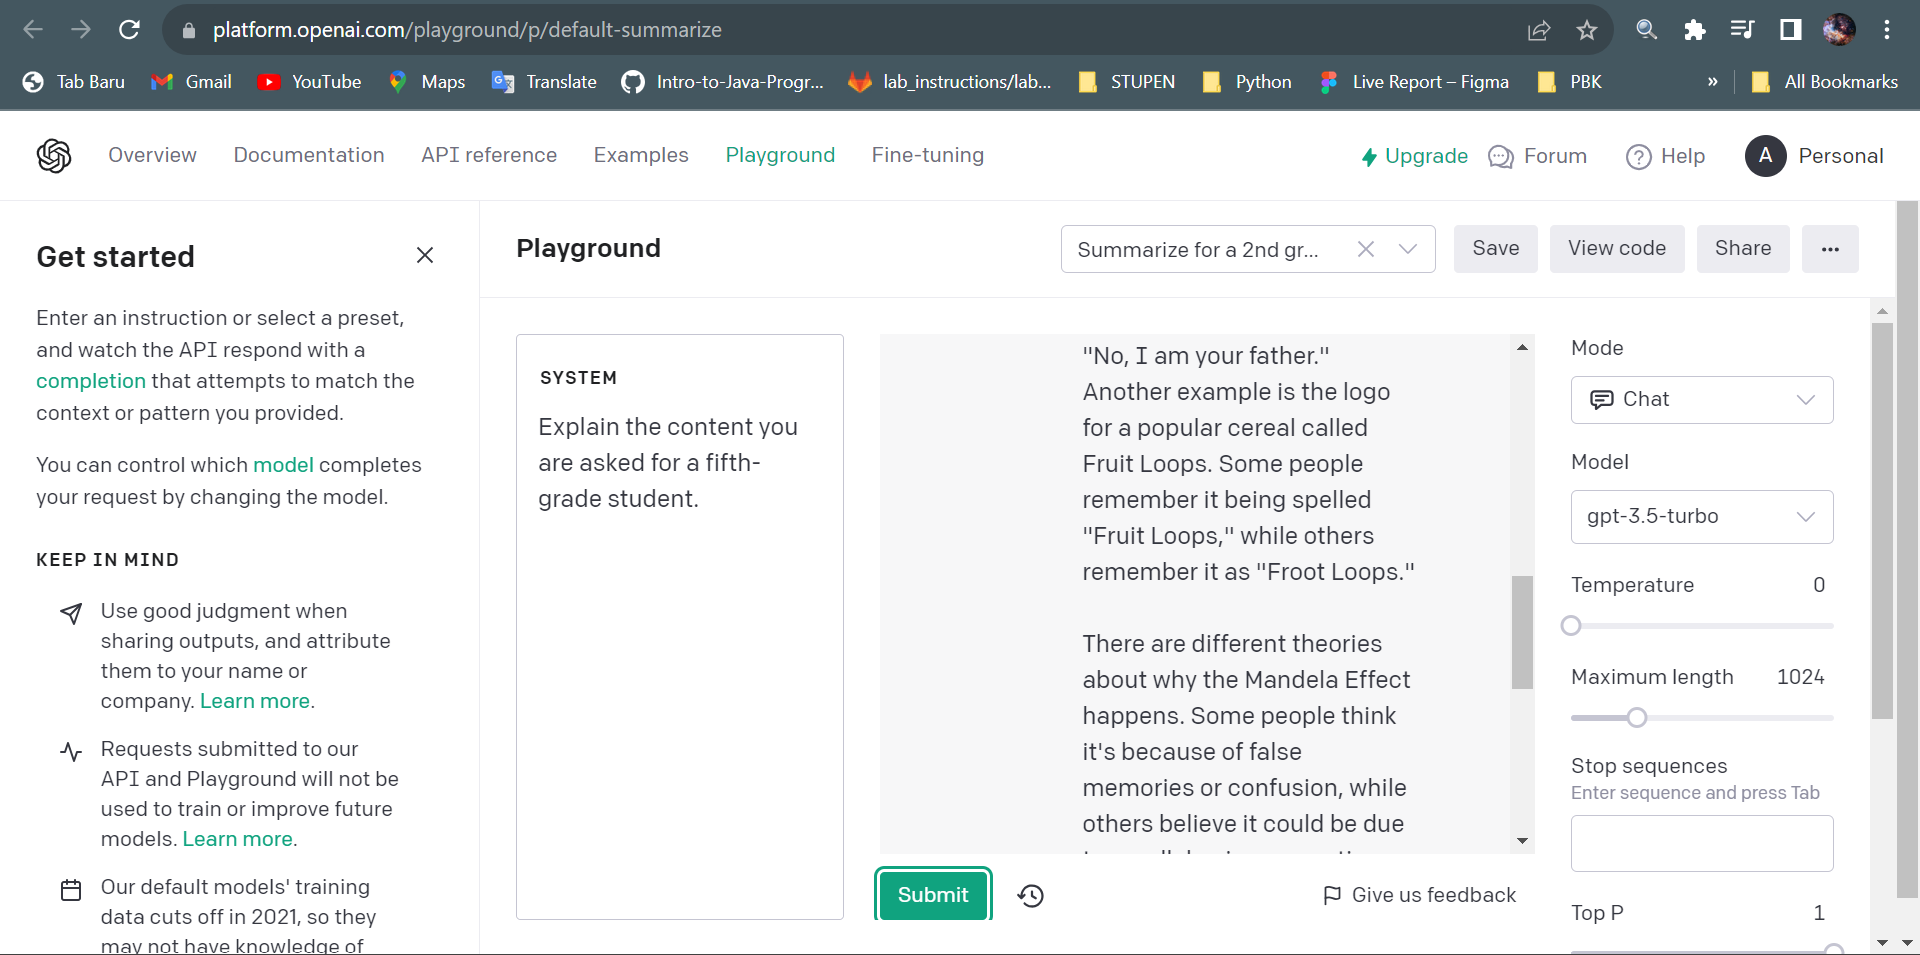 platform.openai.com/playground/p/default-summarize
Tab Baru
Gmail
YouTube
Maps
Translate
Intro-to-Java-Progr...
lab_instructions/lab...
STUPEN
Python
Live Report – Figma
PBK
»
All Bookmarks
Overview
Documentation
API reference
Examples
Playground
Fine-tuning
Upgrade
Forum
Help
A
Personal
Get started
Enter an instruction or select a preset,
and watch the API respond with a
completion that attempts to match the
context or pattern you provided.
You can control which model completes
your request by changing the model.
KEEP IN MIND
Use good judgment when
sharing outputs, and attribute
them to your name or
company. Learn more.
Requests submitted to our
API and Playground will not be
used to train or improve future
models. Learn more.
Our default models' training
data cuts off in 2021, so they
may not have knowledge of
Playground
Summarize for a 2nd gr...
Save
View code
Share
...
SYSTEM
Explain the content you
are asked for a fifth-
grade student.
"No, I am your father."
Another example is the logo
for a popular cereal called
Fruit Loops. Some people
remember it being spelled
"Fruit Loops," while others
remember it as "Froot Loops."
There are different theories
about why the Mandela Effect
happens. Some people think
it's because of false
memories or confusion, while
others believe it could be due
Submit
Give us feedback
Mode
Chat
Model
gpt-3.5-turbo
Temperature 0
Maximum length 1024
Stop sequences
Enter sequence and press Tab
Top P 1